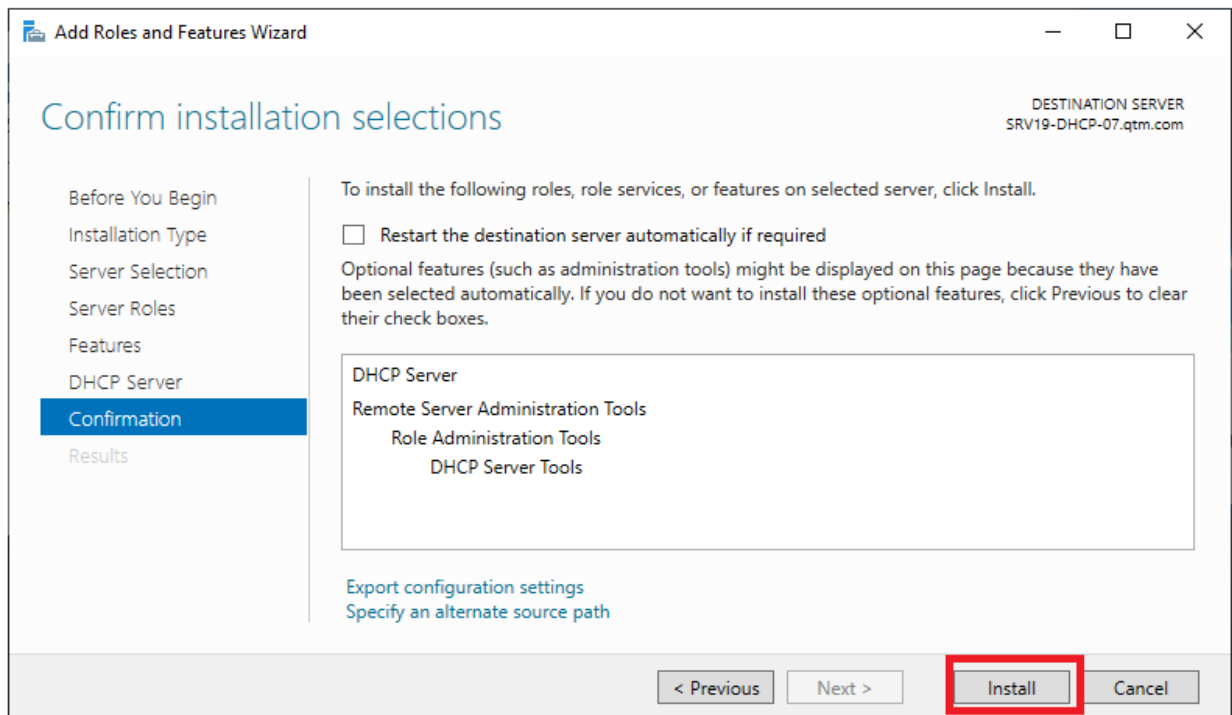 Add Roles and Features Wizard
Confirm installation selections
DESTINATION SERVER
SRV19-DHCP-07.qtm.com
Before You Begin
Installation Type
Server Selection
Server Roles
Features
DHCP Server
Confirmation
Results
To install the following roles, role services, or features on selected server, click Install.
Restart the destination server automatically if required
Optional features (such as administration tools) might be displayed on this page because they have
been selected automatically. If you do not want to install these optional features, click Previous to clear
their check boxes.
DHCP Server
Remote Server Administration Tools
Role Administration Tools
DHCP Server Tools
Export configuration settings
Specify an alternate source path
< Previous
Next >
Install
Cancel